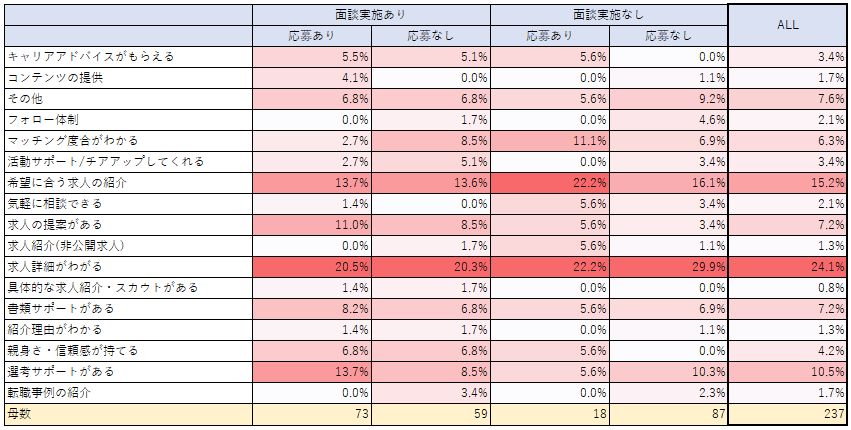 面談実施あり 面談実施なし ALL
応募あり 応募なし 応募あり 応募なし
キャリアアドバイスがもらえる 5.5% 5.1% 5.6% 0.0% 3.4%
コンテンツの提供 4.1% 0.0% 0.0% 1.1% 1.7%
その他 6.8% 6.8% 5.6% 9.2% 7.6%
フォロー体制 0.0% 1.7% 0.0% 4.6% 2.1%
マッチング度合がわかる 2.7% 8.5% 11.1% 6.9% 6.3%
活動サポート/チアアップしてくれる 2.7% 5.1% 0.0% 3.4% 3.4%
希望に合う求人の紹介 13.7% 13.6% 22.2% 16.1% 15.2%
気軽に相談できる 1.4% 0.0% 5.6% 3.4% 2.1%
求人の提案がある 11.0% 8.5% 5.6% 3.4% 7.2%
求人紹介(非公開求人) 0.0% 1.7% 5.6% 1.1% 1.3%
求人詳細がわがる 20.5% 20.3% 22.2% 29.9% 24.1%
具体的な求人紹介・スカウトがある 1.4% 1.7% 0.0% 0.0% 0.8%
書類サポートがある 8.2% 6.8% 5.6% 6.9% 7.2%
紹介理由がわかる 1.4% 1.7% 0.0% 1.1% 1.3%
親身さ・信頼感が持てる 6.8% 6.8% 5.6% 0.0% 4.2%
選考サポートがある 13.7% 8.5% 5.6% 10.3% 10.5%
転職事例の紹介 0.0% 3.4% 0.0% 2.3% 1.7%
母数 73 59 18 87 237